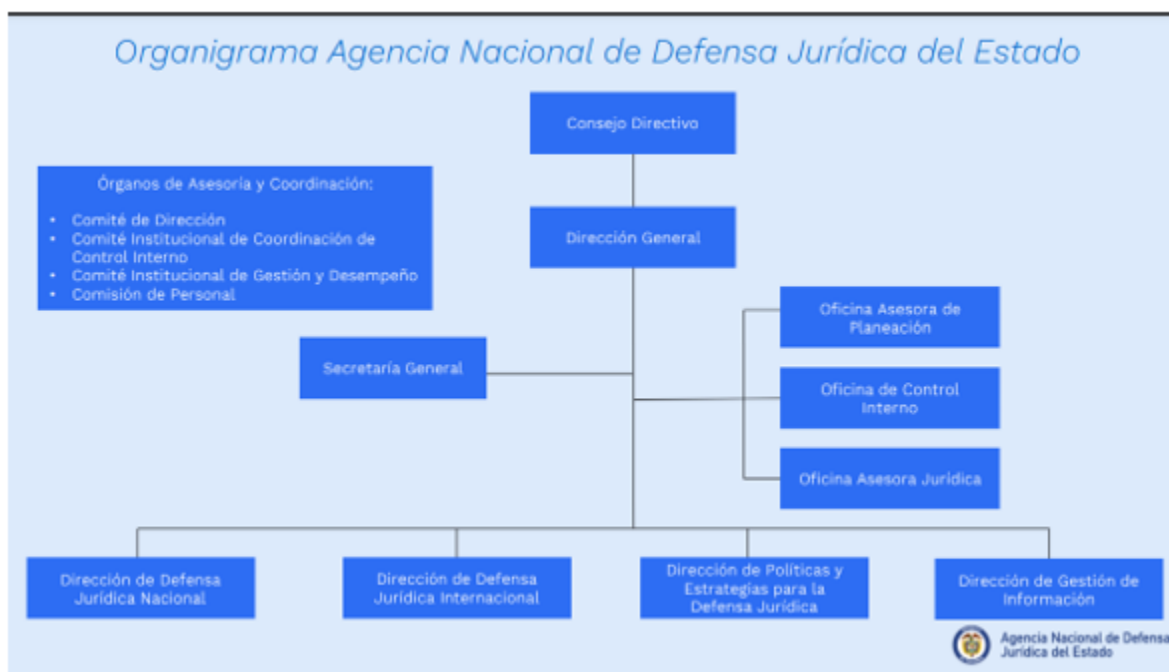 Organigrama Agencia Nacional de Defensa Jurídica del Estado
Consejo Directivo
Órganos de Asesoría y Coordinación:
• Comité de Dirección
• Comité Institucional de Coordinación de
Control Interno
• Comité Institucional de Gestión y Desempeño
• Comisión de Personal
Dirección General
Oficina Asesora de
Planeación
Secretaría General
Oficina de Control
Interno
Oficina Asesora Jurídica
Dirección de Defensa
Jurídica Nacional
Dirección de Defensa
Jurídica Internacional
Dirección de Políticas y
Estrategias para la
Defensa Jurídica
Dirección de Gestión de
Información
Agencia Nacional de Defensa
Jurídica del Estado